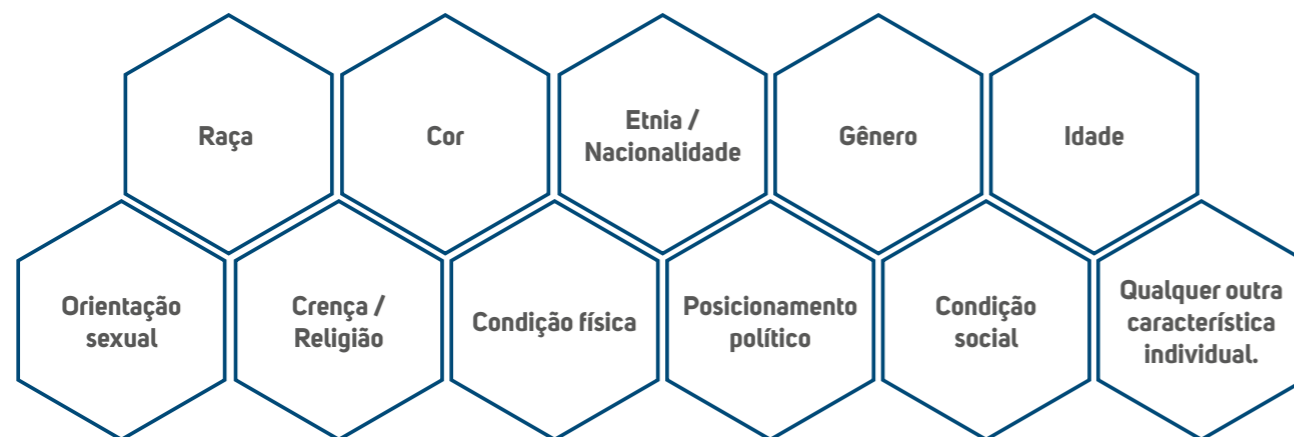 Raça
Cor
Etnia /
Nacionalidade
Gênero
Idade
Orientação
sexual
Crença /
Religião
Condição física
Posicionamento
político
Condição
social
Qualquer outra
característica
individual.